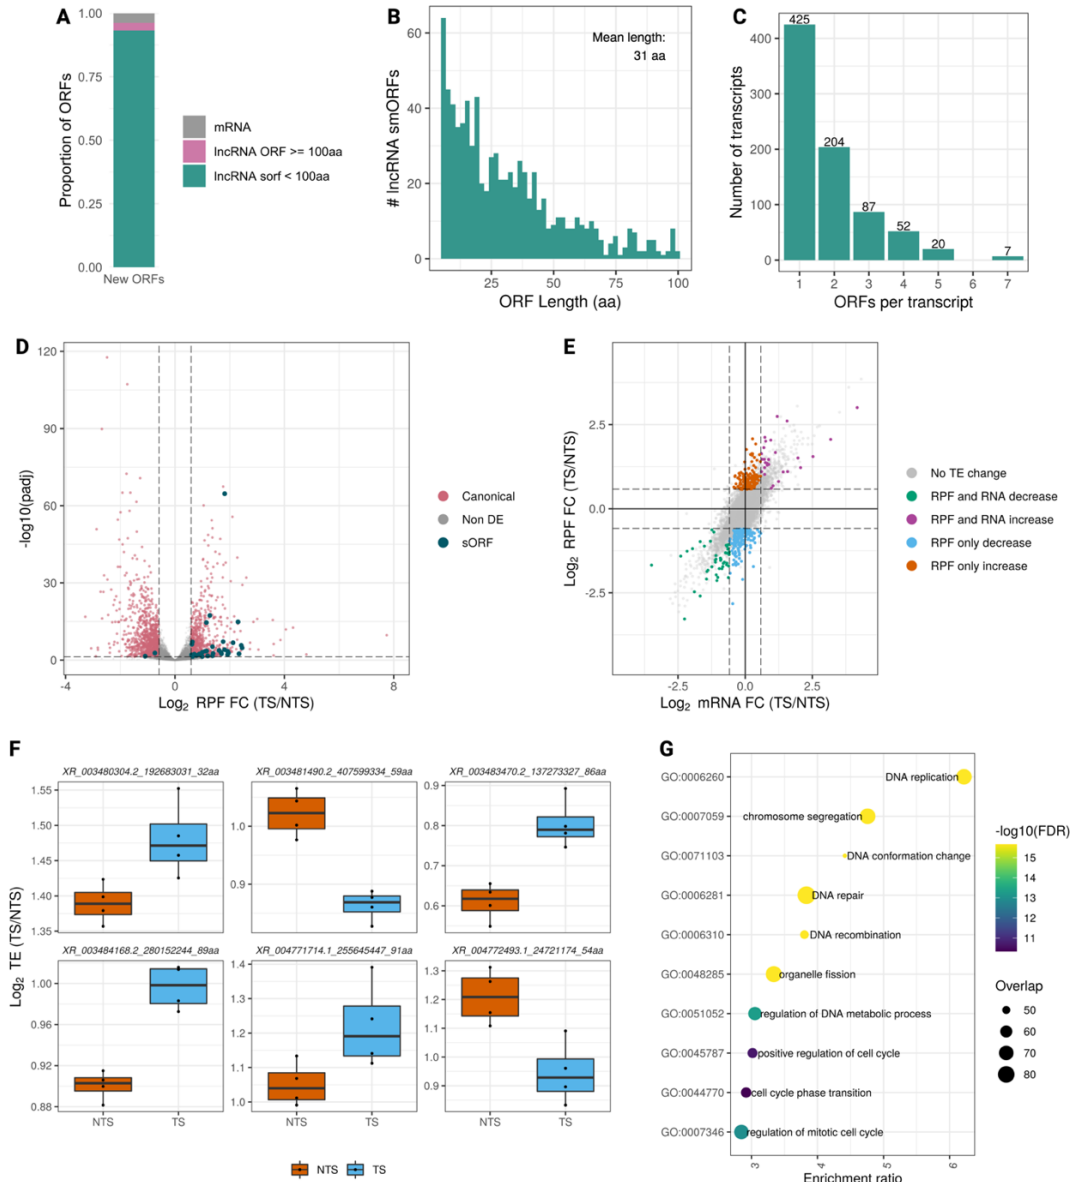 A
1.00
0.75
0.50
0.25
0.00
Proportion of ORFs
New ORFs
mRNA
lncRNA ORF >= 100aa
lncRNA sorf < 100aa
B
60
40
20
0
# lncRNA smORFs
Mean length:
31 aa
25 50 75 100
ORF Length (aa)
C
400
300
200
100
0
Number of transcripts
425
204
87
52
20
7
1 2 3 4 5 6 7
ORFs per transcript
D
120
90
60
30
0
-log10(padj)
-4 0 4 8
Log2 RPF FC (TS/NTS)
Canonical
Non DE
sORF
E
2.5
0.0
-2.5
Log2 RPF FC (TS/NTS)
-2.5 0.0 2.5
Log2 mRNA FC (TS/NTS)
No TE change
RPF and RNA decrease
RPF and RNA increase
RPF only decrease
RPF only increase
F
Log2 TE (TS/NTS)
XR_003480304.2_192683031_32aa
1.55
1.50
1.45
1.40
1.35
XR_003481490.2_407599334_59aa
1.0
0.9
XR_003483470.2_137273327_86aa
0.9
0.8
0.7
0.6
XR_003484168.2_280152244_89aa
1.00
0.96
0.92
0.88
NTS TS
XR_004771714.1_255645447_91aa
1.4
1.3
1.2
1.1
1.0
NTS TS
XR_004772493.1_24721174_54aa
1.3
1.2
1.1
1.0
0.9
NTS TS
NTS TS
G
GO:0006260 DNA replication
GO:0007059 chromosome segregation
GO:0071103 DNA conformation change
GO:0006281 DNA repair
GO:0006310 DNA recombination
GO:0048285 organelle fission
GO:0051052 regulation of DNA metabolic process
GO:0045787 positive regulation of cell cycle
GO:0044770 cell cycle phase transition
GO:0007346 regulation of mitotic cell cycle
3 4 5 6
Enrichment ratio
-log10(FDR)
15
14
13
12
11
Overlap
50
60
70
80